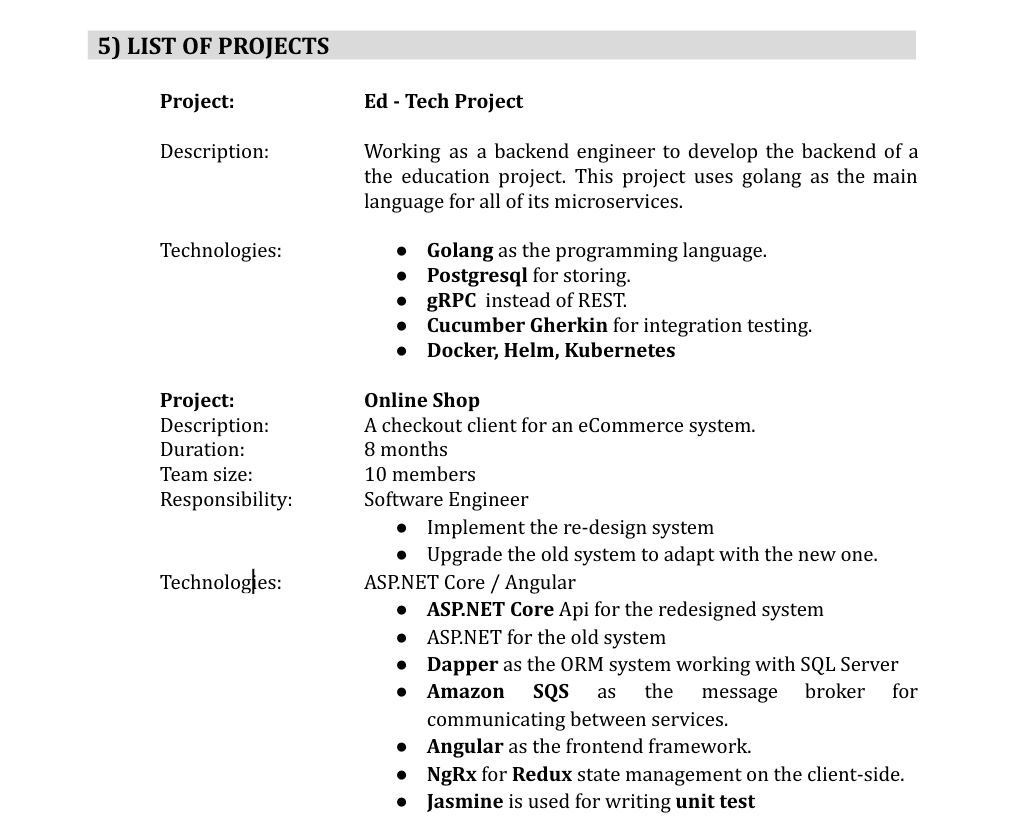 5) LIST OF PROJECTS
Project: Ed - Tech Project
Description: Working as a backend engineer to develop the backend of a
the education project. This project uses golang as the main
language for all of its microservices.
Technologies: ● Golang as the programming language.
● Postgresql for storing.
● gRPC instead of REST.
● Cucumber Gherkin for integration testing.
● Docker, Helm, Kubernetes
Project: Online Shop
Description: A checkout client for an eCommerce system.
Duration: 8 months
Team size: 10 members
Responsibility: Software Engineer
● Implement the re-design system
● Upgrade the old system to adapt with the new one.
Technologies: ASP.NET Core / Angular
● ASP.NET Core Api for the redesigned system
● ASP.NET for the old system
● Dapper as the ORM system working with SQL Server
● Amazon SQS as the message broker for
communicating between services.
● Angular as the frontend framework.
● NgRx for Redux state management on the client-side.
● Jasmine is used for writing unit test